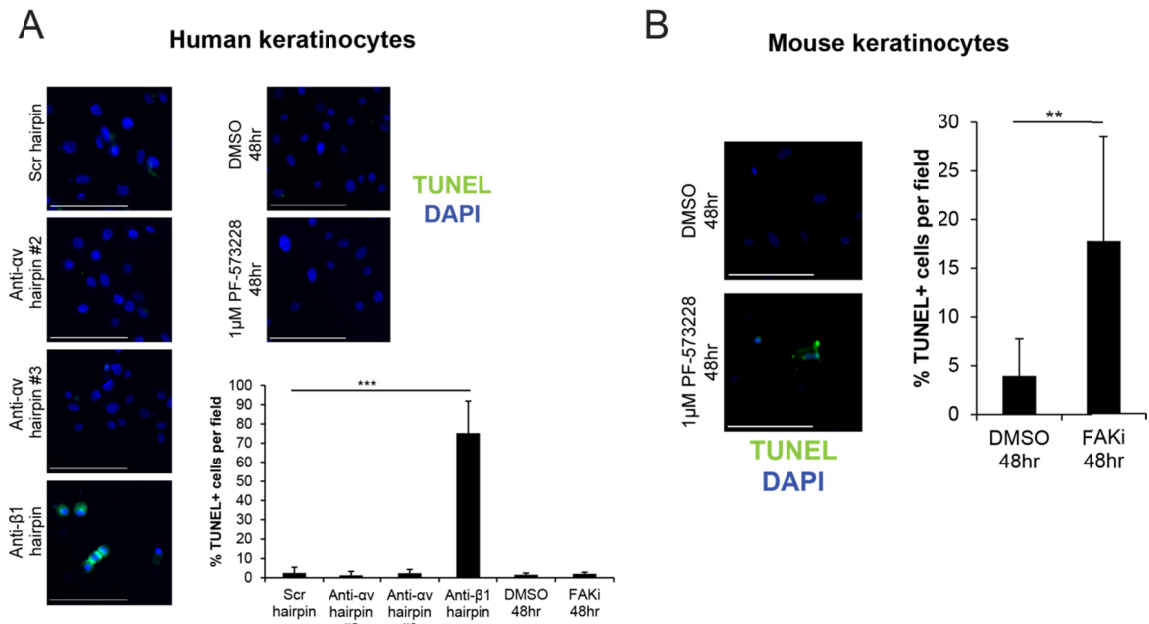 A
Human keratinocytes
Scr hairpin
Anti-αv
hairpin #2
Anti-αv
hairpin #3
Anti-β1
hairpin
DMSO
48hr
1μM PF-573228
48hr
TUNEL
DAPI
% TUNEL+ cells per field
100
90
80
70
60
50
40
30
20
10
0
***
Scr
hairpin
Anti-αv
hairpin
Anti-αv
hairpin
Anti-β1
hairpin
DMSO
48hr
FAKi
48hr
B
Mouse keratinocytes
DMSO
48hr
1μM PF-573228
48hr
TUNEL
DAPI
% TUNEL+ cells per field
30
25
20
15
10
5
0
**
DMSO
48hr
FAKi
48hr